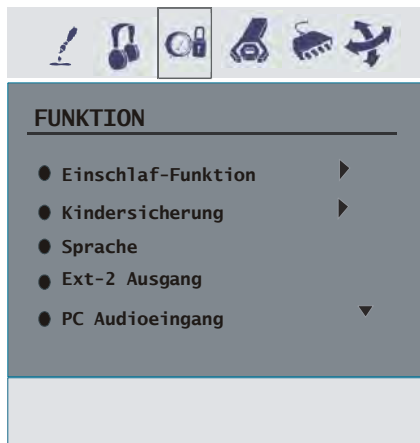 FUNKTION
Einschlaf-Funktion
Kindersicherung
Sprache
Ext-2 Ausgang
PC Audioeingang